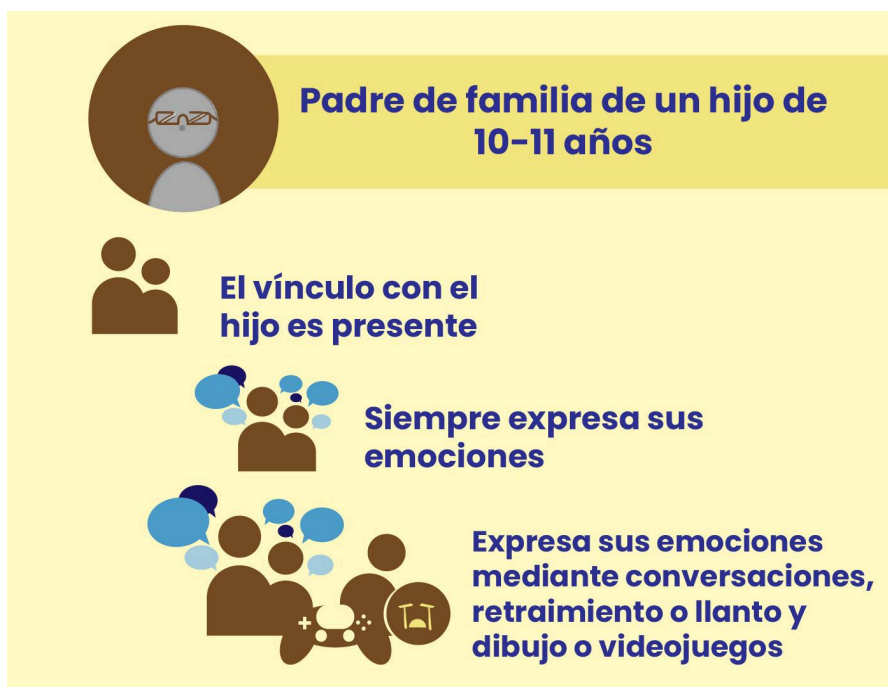 Padre de familia de un hijo de
10-11 años
El vínculo con el
hijo es presente
Siempre expresa sus
emociones
Expresa sus emociones
mediante conversaciones,
retraimiento o llanto y
dibujo o videojuegos